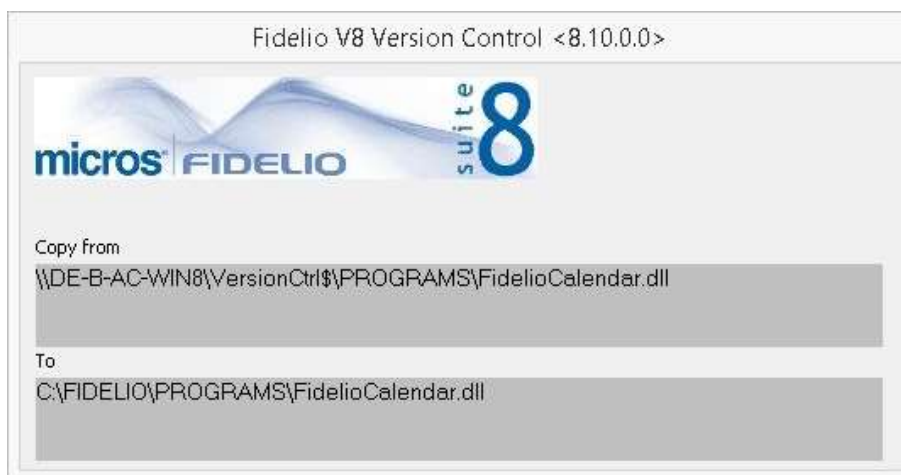 Fidelio V8 Version Control <8.10.0.0>
micros FIDELIO suite 8
Copy from
\\DE-B-AC-WIN8\VersionCtrl$\PROGRAMS\FidelioCalendar.dll
To
C:\FIDELIO\PROGRAMS\FidelioCalendar.dll